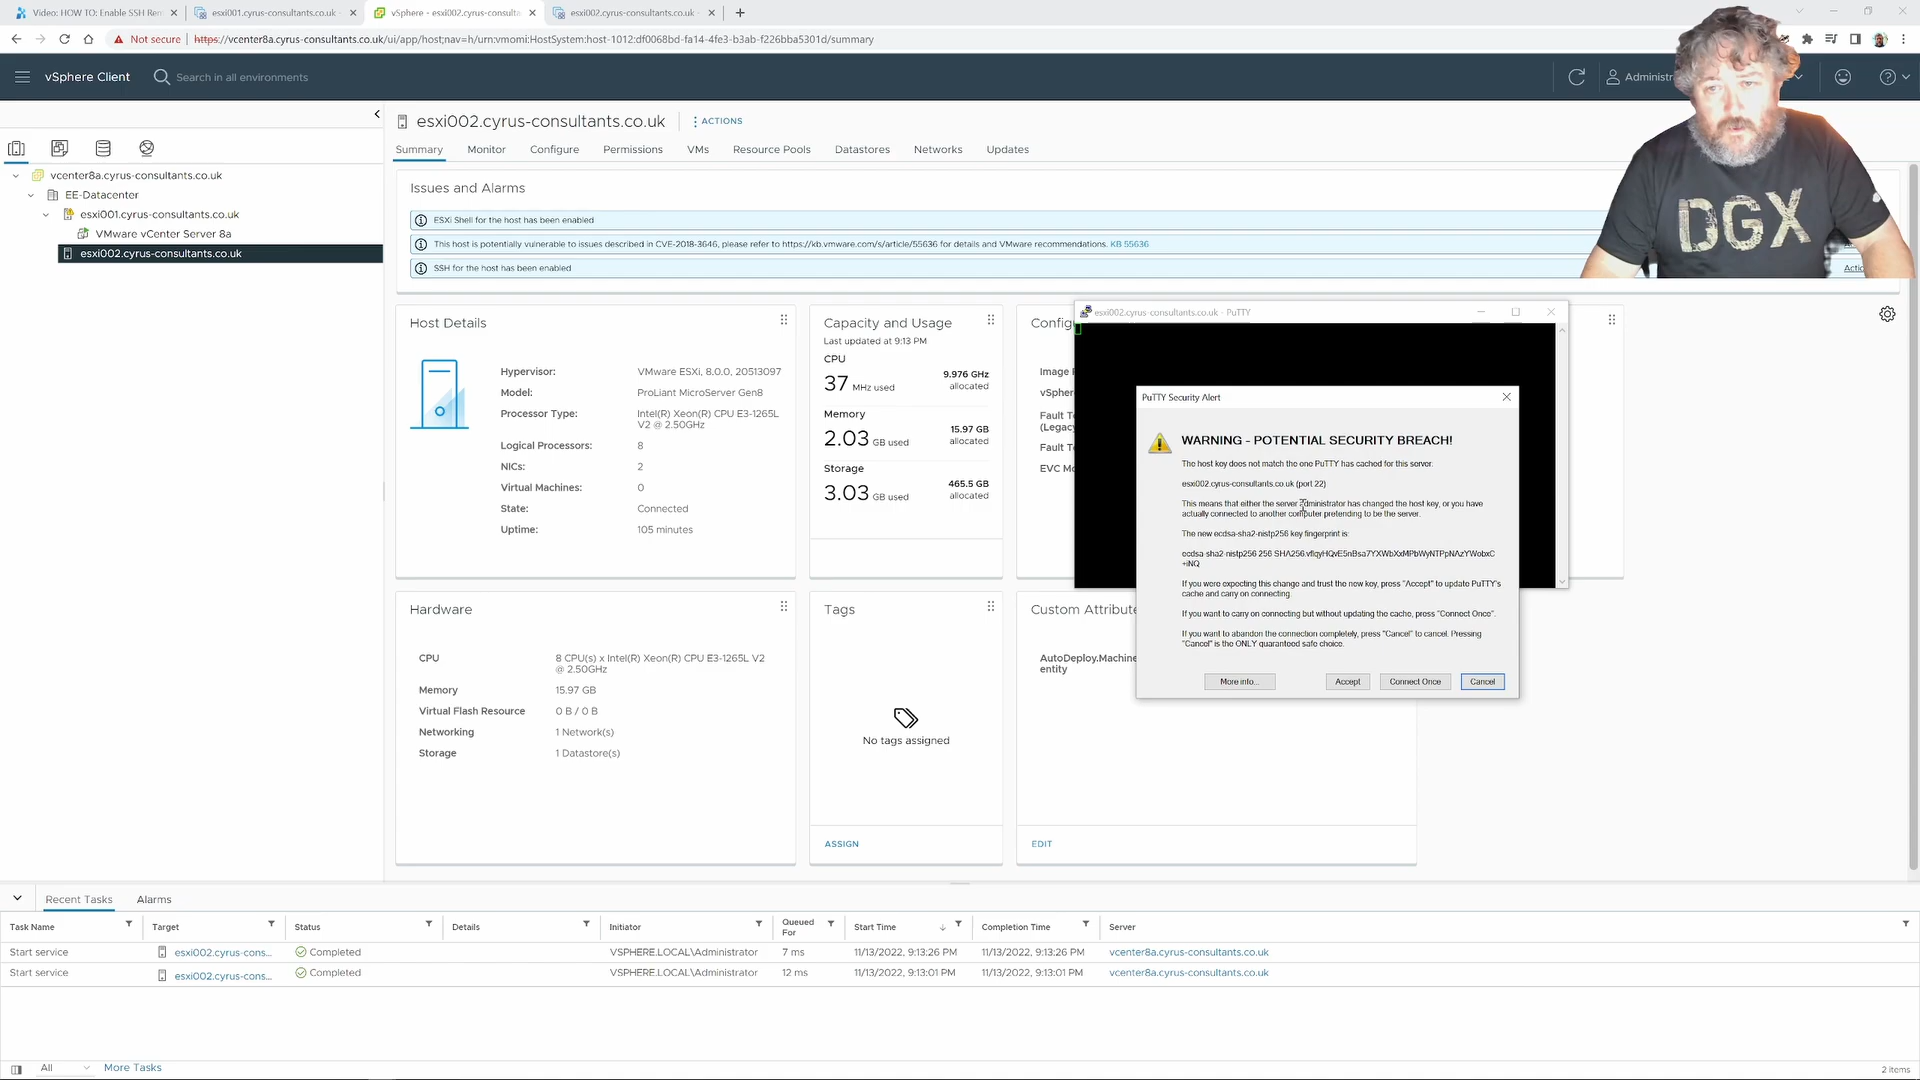 Video: HOW TO: Enable SSH Rem
esxi001.cyrus-consultants.co.uk
vSphere - esxi002.cyrus-consulta
esxi002.cyrus-consultants.co.uk
Not secure
https://vcenter8a.cyrus-consultants.co.uk/ui/app/host;nav=h/urn:vmomi:HostSystem:host-1012:df0068bd-fa14-4fe3-b3ab-f226bba5301d/summary
vSphere Client
Search in all environments
Administr
DGX
esxi002.cyrus-consultants.co.uk
ACTIONS
Summary
Monitor
Configure
Permissions
VMs
Resource Pools
Datastores
Networks
Updates
vcenter8a.cyrus-consultants.co.uk
EE-Datacenter
esxi001.cyrus-consultants.co.uk
VMware vCenter Server 8a
esxi002.cyrus-consultants.co.uk
Issues and Alarms
ESXi Shell for the host has been enabled
This host is potentially vulnerable to issues described in CVE-2018-3646, please refer to https://kb.vmware.com/s/article/55636 for details and VMware recommendations. KB 55636
SSH for the host has been enabled
Actio
Host Details
Hypervisor: VMware ESXi, 8.0.0, 20513097
Model: ProLiant MicroServer Gen8
Processor Type: Intel(R) Xeon(R) CPU E3-1265L
V2 @ 2.50GHz
Logical Processors: 8
NICs: 2
Virtual Machines: 0
State: Connected
Uptime: 105 minutes
Capacity and Usage
Last updated at 9:13 PM
CPU
37 MHz used
9.976 GHz
allocated
Memory
2.03 GB used
15.97 GB
allocated
Storage
3.03 GB used
465.5 GB
allocated
Config
Image P
vSphere
Fault To
(Legacy
Fault To
EVC Mo
esxi002.cyrus-consultants.co.uk - PuTTY
PuTTY Security Alert
WARNING - POTENTIAL SECURITY BREACH!
The host key does not match the one PuTTY has cached for this server:
esxi002.cyrus-consultants.co.uk (port 22)
This means that either the server administrator has changed the host key, or you have
actually connected to another computer pretending to be the server.
The new ecdsa-sha2-nistp256 key fingerprint is:
If you were expecting this change and trust the new key, press "Accept" to update PuTTY's
cache and carry on connecting.
If you want to carry on connecting but without updating the cache, press "Connect Once".
If you want to abandon the connection completely, press "Cancel" to cancel. Pressing
"Cancel" is the ONLY guaranteed safe choice.
More info...
Accept
Connect Once
Cancel
Hardware
CPU 8 CPU(s) x Intel(R) Xeon(R) CPU E3-1265L V2
@ 2.50GHz
Memory 15.97 GB
Virtual Flash Resource 0 B / 0 B
Networking 1 Network(s)
Storage 1 Datastore(s)
Tags
No tags assigned
ASSIGN
Custom Attribute
AutoDeploy.Machine
entity
EDIT
Recent Tasks
Alarms
Task Name Target Status Details Initiator Queued For Start Time Completion Time Server
Start service esxi002.cyrus-cons... Completed VSPHERE.LOCAL\Administrator 7 ms 11/13/2022, 9:13:26 PM 11/13/2022, 9:13:26 PM vcenter8a.cyrus-consultants.co.uk
Start service esxi002.cyrus-cons... Completed VSPHERE.LOCAL\Administrator 12 ms 11/13/2022, 9:13:01 PM 11/13/2022, 9:13:01 PM vcenter8a.cyrus-consultants.co.uk
All
More Tasks
2 items